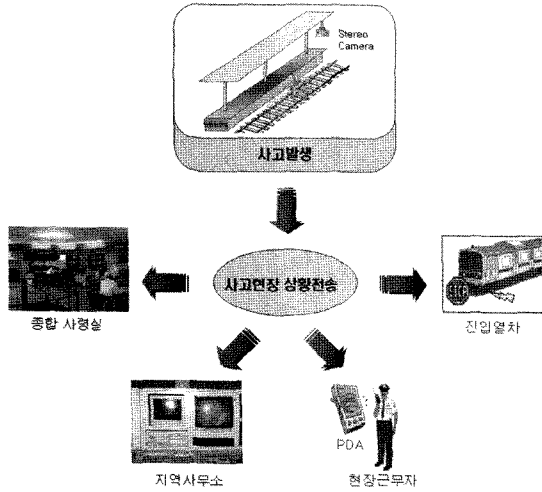 Stereo
Camera
사고발생
사고현장 상황전송
종합 사령실
진입열차
지역사무소
PDA
현장근무자